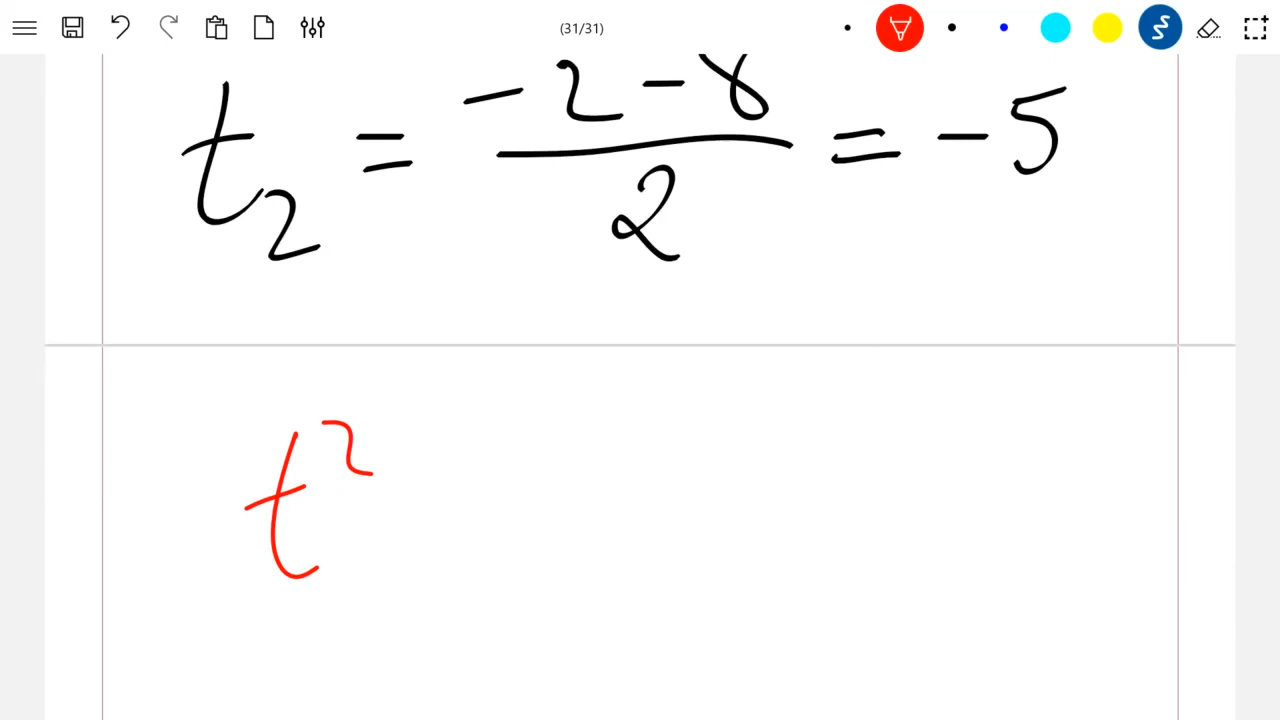 (31/31)
t₂ = (-2-8)/2 = -5
t²